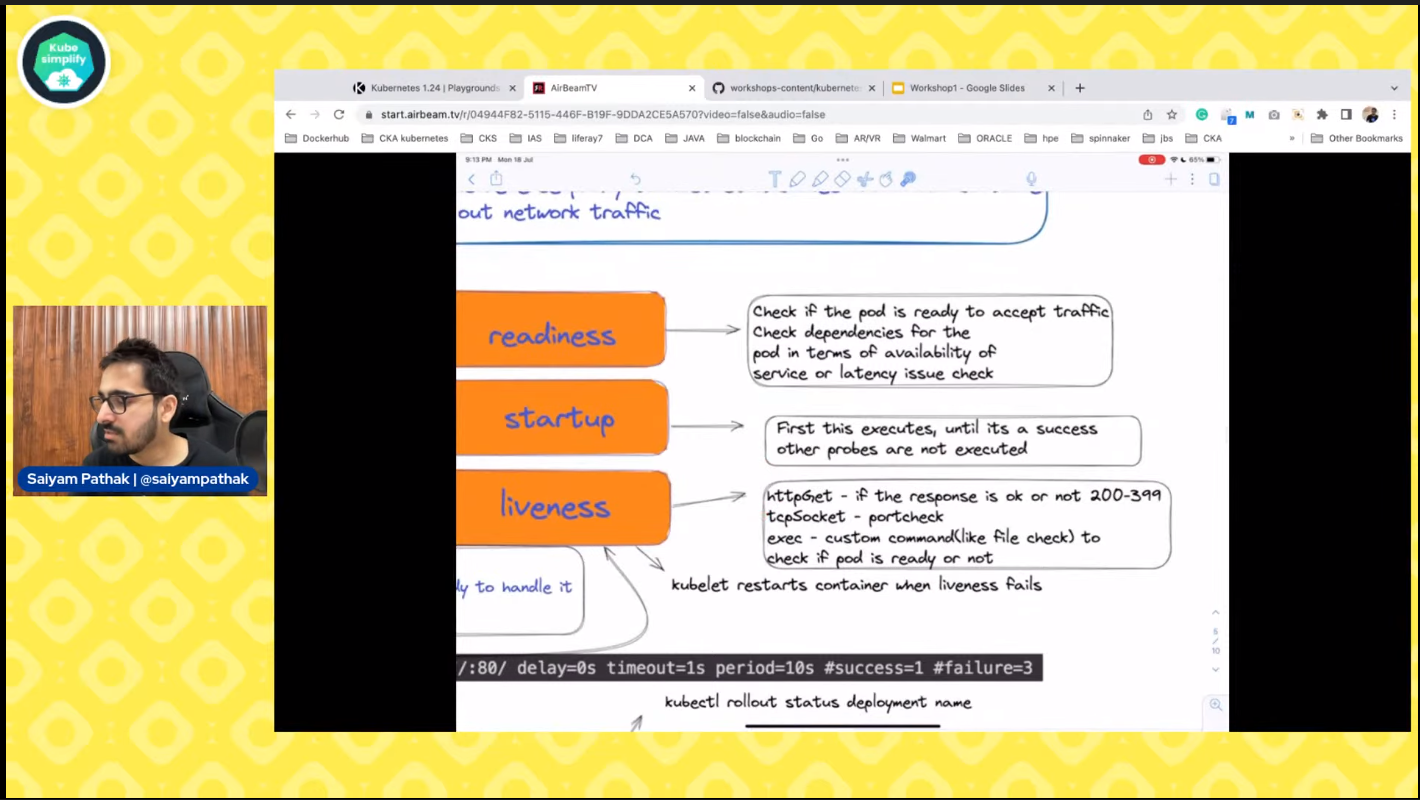 Kube
simplify
Kubernetes 1.24 | Playgrounds
AirBeamTV
workshops-content/kubernete
Workshop1 - Google Slides
start.airbeam.tv/r/04944F82-5115-446F-B19F-9DDA2CE5A570?video=false&audio=false
Dockerhub CKA kubernetes CKS IAS liferay7 DCA JAVA blockchain Go AR/VR Walmart ORACLE hpe spinnaker jbs CKA » Other Bookmarks
9:13 PM Mon 18 Jul
65%
out network traffic
readiness
Check if the pod is ready to accept traffic
Check dependencies for the
pod in terms of availability of
service or latency issue check
startup
First this executes, until its a success
other probes are not executed
liveness
httpGet - if the response is ok or not 200-399
tcpSocket - portcheck
exec - custom command(like file check) to
check if pod is ready or not
kubelet restarts container when liveness fails
to handle it
/:80/ delay=0s timeout=1s period=10s #success=1 #failure=3
kubectl rollout status deployment name
5
/
10
Saiyam Pathak | @saiyampathak